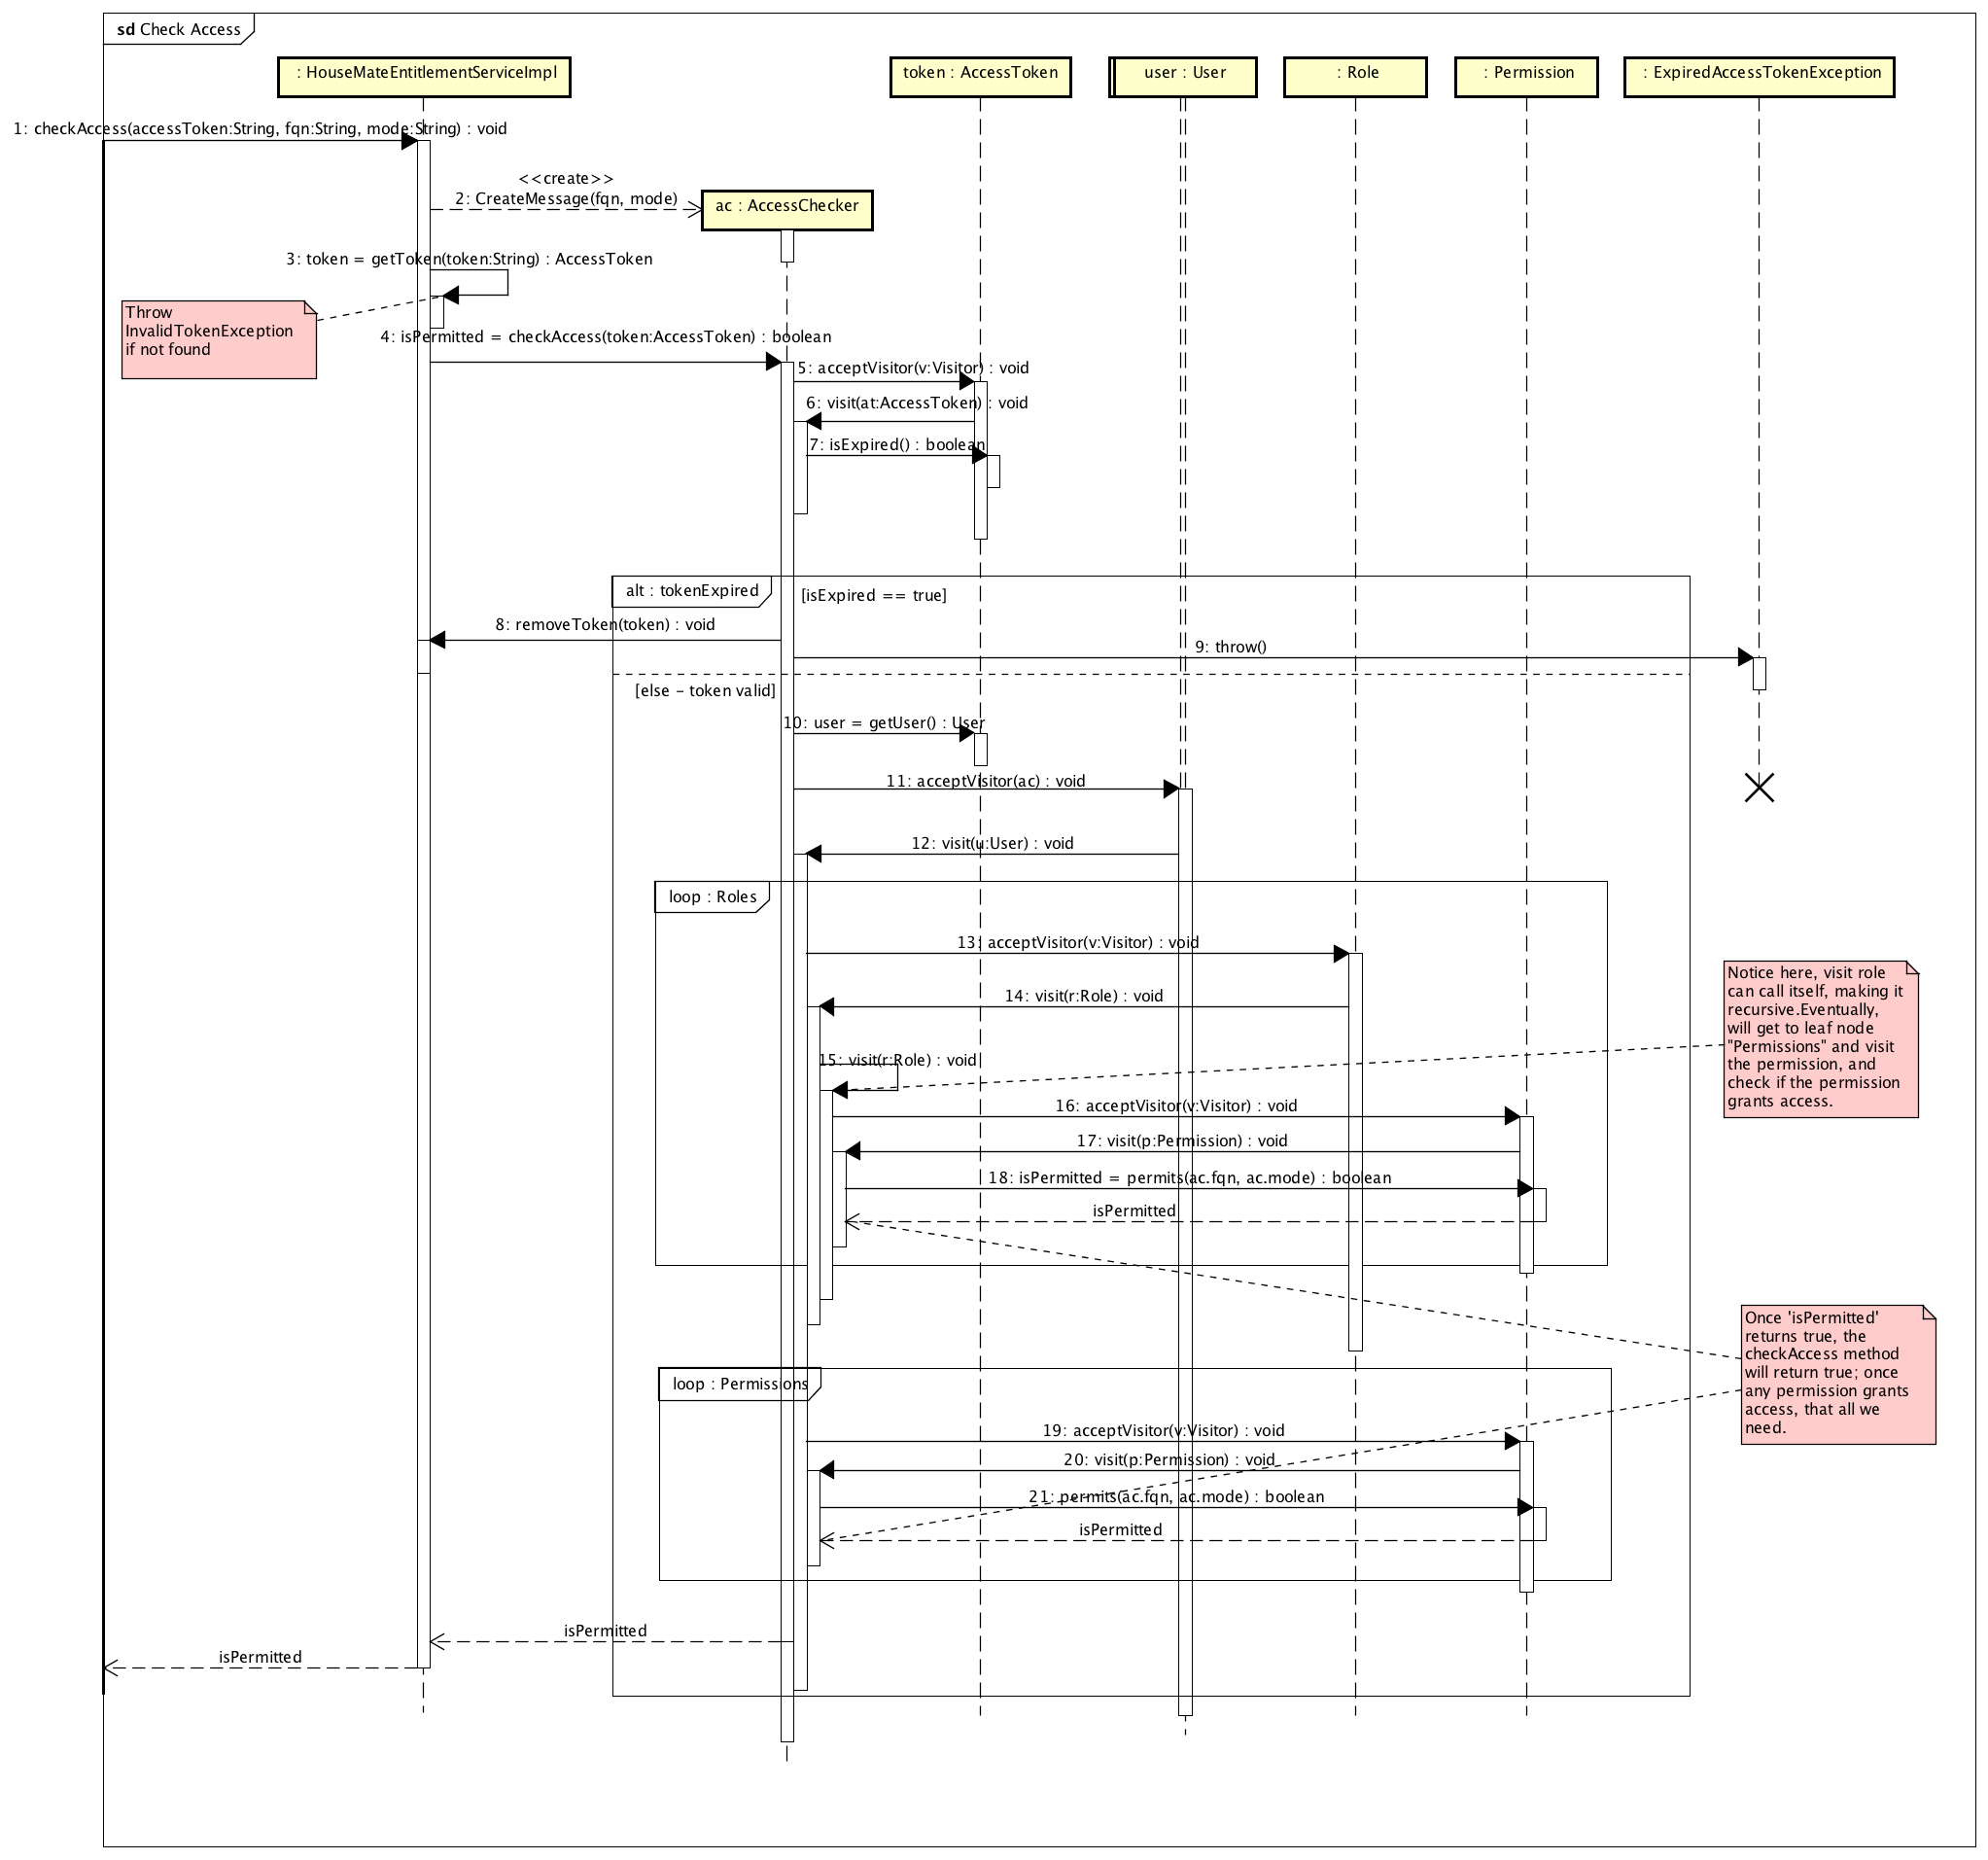 sd Check Access
: HouseMateEntitlementServiceImpl
token : AccessToken
user : User
: Role
: Permission
: ExpiredAccessTokenException
1: checkAccess(accessToken:String, fqn:String, mode:String) : void
<<create>>
2: CreateMessage(fqn, mode)
ac : AccessChecker
3: token = getToken(token:String) : AccessToken
Throw
InvalidTokenException
if not found
4: isPermitted = checkAccess(token:AccessToken) : boolean
5: acceptVisitor(v:Visitor) : void
6: visit(at:AccessToken) : void
7: isExpired() : boolean
alt : tokenExpired
[isExpired == true]
8: removeToken(token) : void
9: throw()
[else – token valid]
10: user = getUser() : User
11: acceptVisitor(ac) : void
12: visit(u:User) : void
loop : Roles
13: acceptVisitor(v:Visitor) : void
14: visit(r:Role) : void
Notice here, visit role
can call itself, making it
recursive.Eventually,
will get to leaf node
"Permissions" and visit
the permission, and
check if the permission
grants access.
15: visit(r:Role) : void
16: acceptVisitor(v:Visitor) : void
17: visit(p:Permission) : void
18: isPermitted = permits(ac.fqn, ac.mode) : boolean
isPermitted
Once 'isPermitted'
returns true, the
checkAccess method
will return true; once
any permission grants
access, that all we
need.
loop : Permissions
19: acceptVisitor(v:Visitor) : void
20: visit(p:Permission) : void
21: permits(ac.fqn, ac.mode) : boolean
isPermitted
isPermitted
isPermitted